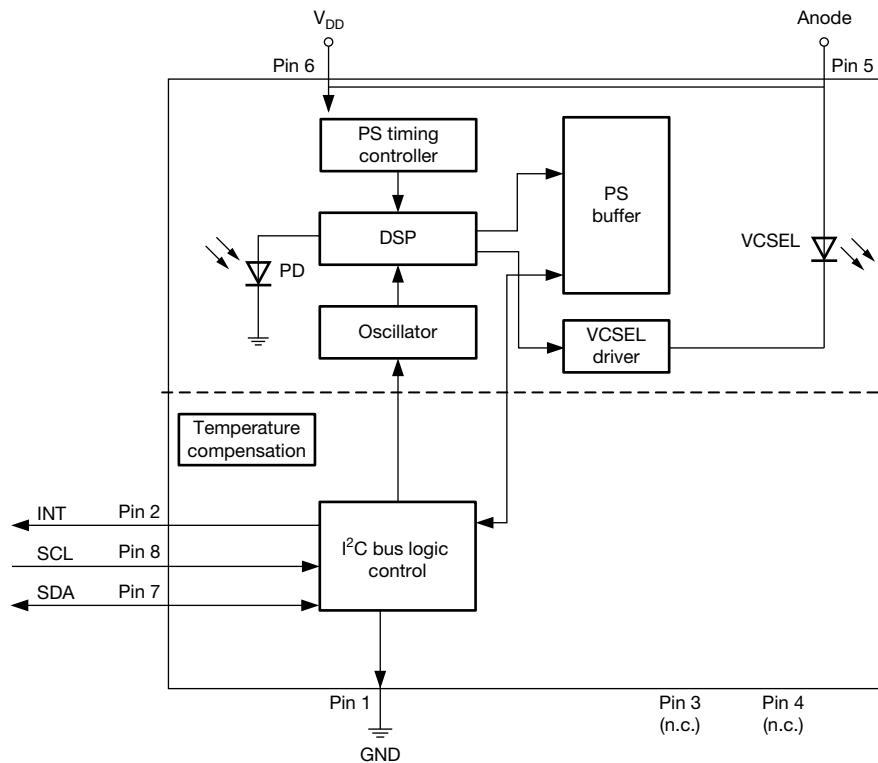 V_DD
Anode
Pin 6
Pin 5
PS timing
controller
PS
buffer
DSP
VCSEL
PD
Oscillator
VCSEL
driver
Temperature
compensation
INT
Pin 2
SCL
Pin 8
SDA
Pin 7
I²C bus logic
control
Pin 1
GND
Pin 3
(n.c.)
Pin 4
(n.c.)